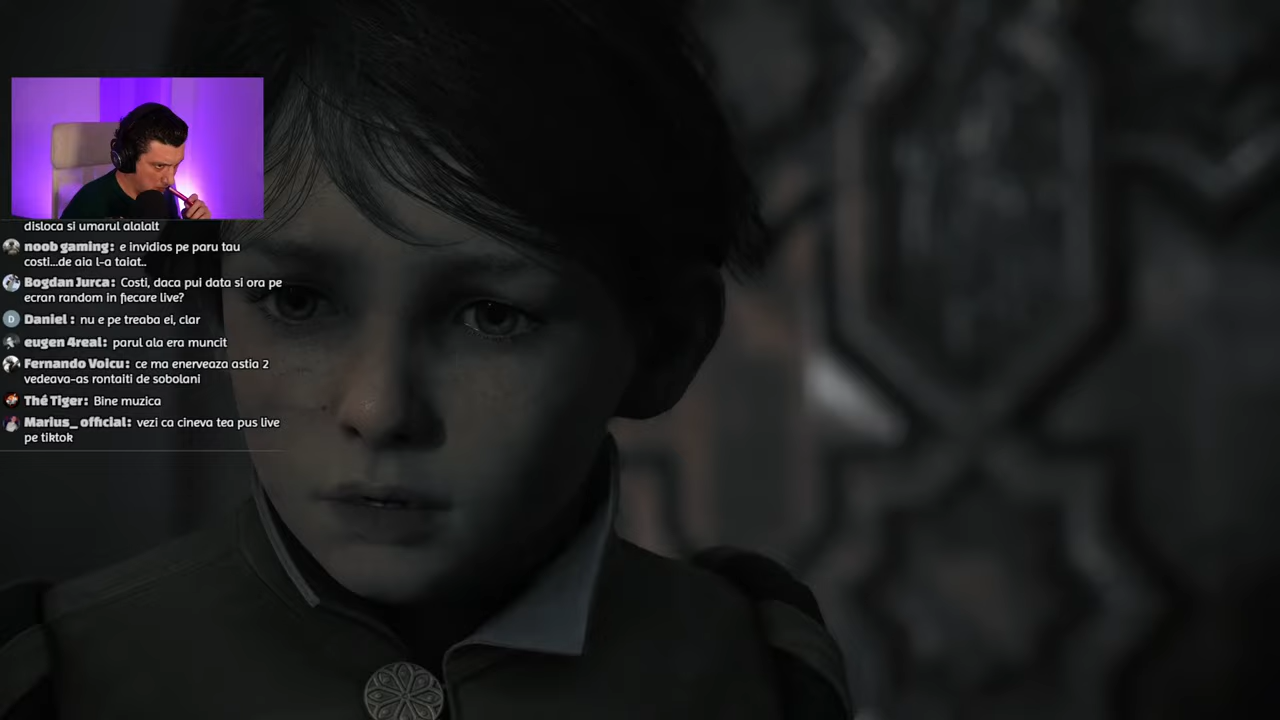 disloca si umarul alalalt
noob gaming: e invidios pe paru tau
costi...de aia l-a taiat..
Bogdan Jurca: Costi, daca pui data si ora pe
ecran random in fiecare live?
D Daniel : nu e pe treaba ei, clar
eugen 4real: parul ala era muncit
Fernando Voicu: ce ma enerveaza astia 2
vedeava-as rontaiti de sobolani
Thé Tiger: Bine muzica
Marius_official: vezi ca cineva tea pus live
pe tiktok